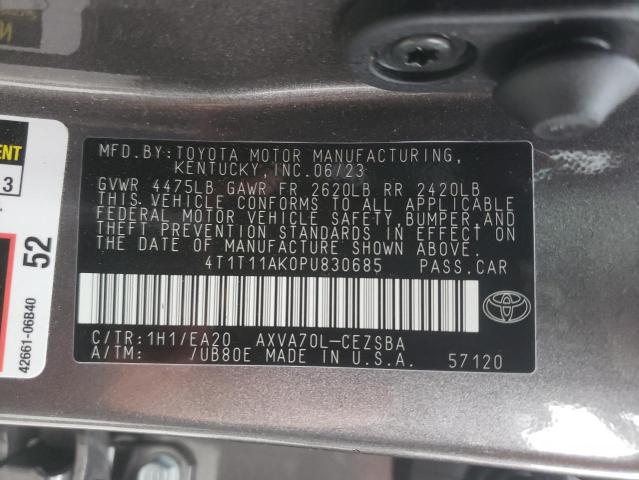 ENT
13
52
42661-06B40
MFD.BY:TOYOTA MOTOR MANUFACTURING,
KENTUCKY,INC.06/23
GVWR 4475LB GAWR FR 2620LB RR 2420LB
THIS VEHICLE CONFORMS TO ALL APPLICABLE
FEDERAL MOTOR VEHICLE SAFETY,BUMPER,AND
THEFT PREVENTION STANDARDS IN EFFECT ON
THE DATE OF MANUFACTURE SHOWN ABOVE.
4T1T11AK0PU830685 PASS.CAR
C/TR:1H1/EA20 AXVA70L-CEZSBA
A/TM: /UB80E MADE IN U.S.A. 57120